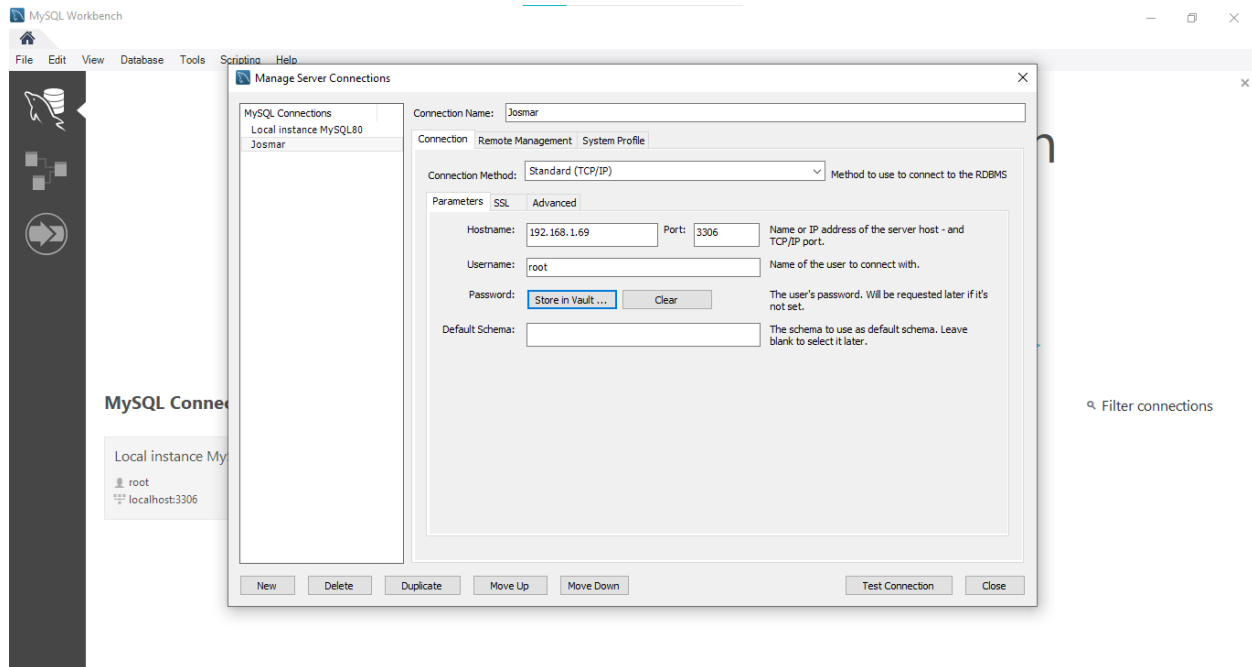 MySQL Workbench
File Edit View Database Tools Scripting Help
Manage Server Connections
MySQL Connections
Local instance MySQL80
Josmar
Connection Name: Josmar
Connection Remote Management System Profile
Connection Method: Standard (TCP/IP) Method to use to connect to the RDBMS
Parameters SSL Advanced
Hostname: 192.168.1.69 Port: 3306 Name or IP address of the server host - and
TCP/IP port.
Username: root Name of the user to connect with.
Password: Store in Vault ... Clear The user's password. Will be requested later if it's
not set.
Default Schema: The schema to use as default schema. Leave
blank to select it later.
MySQL Connec
Filter connections
Local instance My
root
localhost:3306
New Delete Duplicate Move Up Move Down Test Connection Close